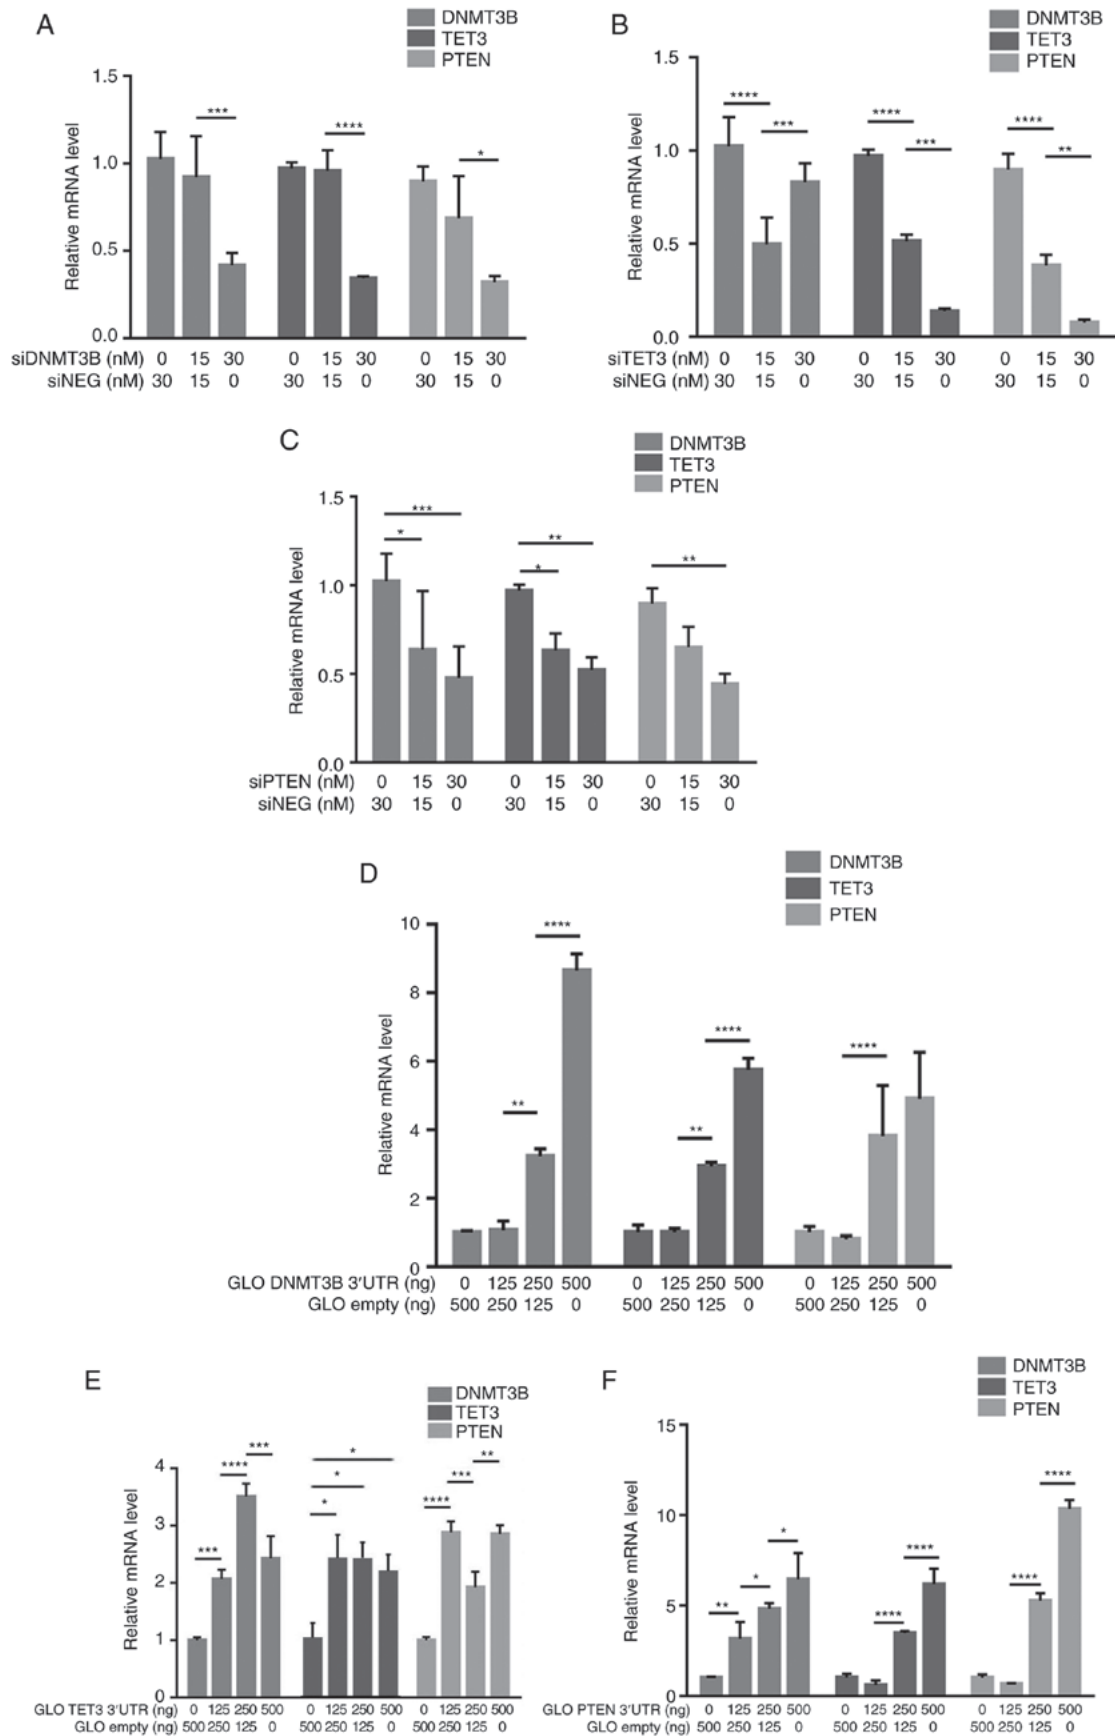 A
DNMT3B
TET3
PTEN
Relative mRNA level
1.5
1.0
0.5
0.0
*** **** *
siDNMT3B (nM) 0 15 30 0 15 30 0 15 30
siNEG (nM) 30 15 0 30 15 0 30 15 0
B
DNMT3B
TET3
PTEN
Relative mRNA level
1.5
1.0
0.5
0.0
**** *** **** *** **** **
siTET3 (nM) 0 15 30 0 15 30 0 15 30
siNEG (nM) 30 15 0 30 15 0 30 15 0
C
DNMT3B
TET3
PTEN
Relative mRNA level
1.5
1.0
0.5
0.0
*** * ** * **
siPTEN (nM) 0 15 30 0 15 30 0 15 30
siNEG (nM) 30 15 0 30 15 0 30 15 0
D
DNMT3B
TET3
PTEN
Relative mRNA level
10
8
6
4
2
0
** **** ** **** ****
GLO DNMT3B 3′UTR (ng) 0 125 250 500 0 125 250 500 0 125 250 500
GLO empty (ng) 500 250 125 0 500 250 125 0 500 250 125 0
E
DNMT3B
TET3
PTEN
Relative mRNA level
4
3
2
1
0
*** **** *** * * * **** *** **
GLO TET3 3′UTR (ng) 0 125 250 500 0 125 250 500 0 125 250 500
GLO empty (ng) 500 250 125 0 500 250 125 0 500 250 125 0
F
DNMT3B
TET3
PTEN
Relative mRNA level
15
10
5
0
** * * **** **** **** ****
GLO PTEN 3′UTR (ng) 0 125 250 500 0 125 250 500 0 125 250 500
GLO empty (ng) 500 250 125 0 500 250 125 0 500 250 125 0